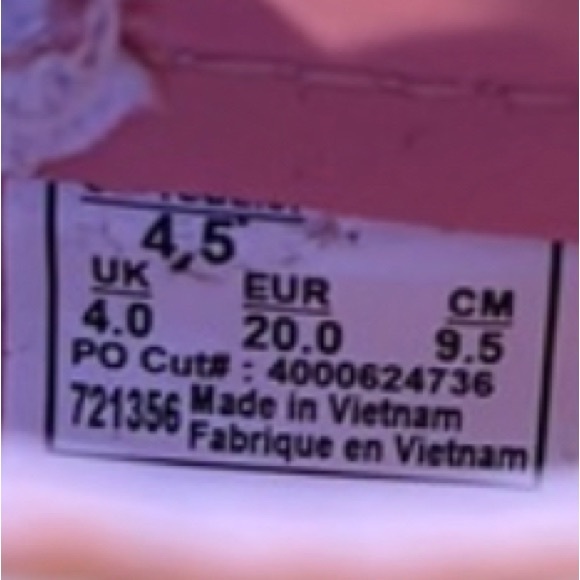 4,5
UK EUR CM
4.0 20.0 9.5
PO Cut# : 4000624736
721356 Made in Vietnam
Fabrique en Vietnam